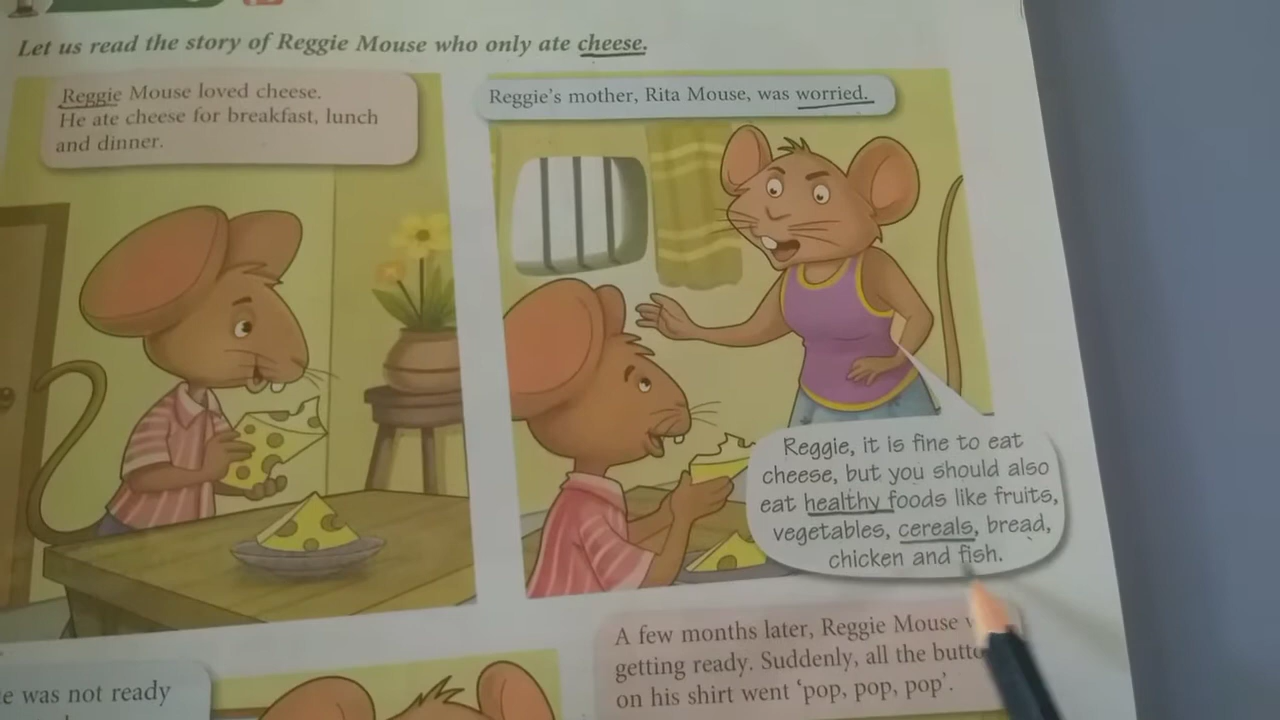 Let us read the story of Reggie Mouse who only ate cheese.
Reggie Mouse loved cheese.
He ate cheese for breakfast, lunch
and dinner.
Reggie's mother, Rita Mouse, was worried.
Reggie, it is fine to eat
cheese, but you should also
eat healthy foods like fruits,
vegetables, cereals, bread,
chicken and fish.
was not ready
A few months later, Reggie Mouse
getting ready. Suddenly, all the
on his shirt went 'pop, pop, pop'.